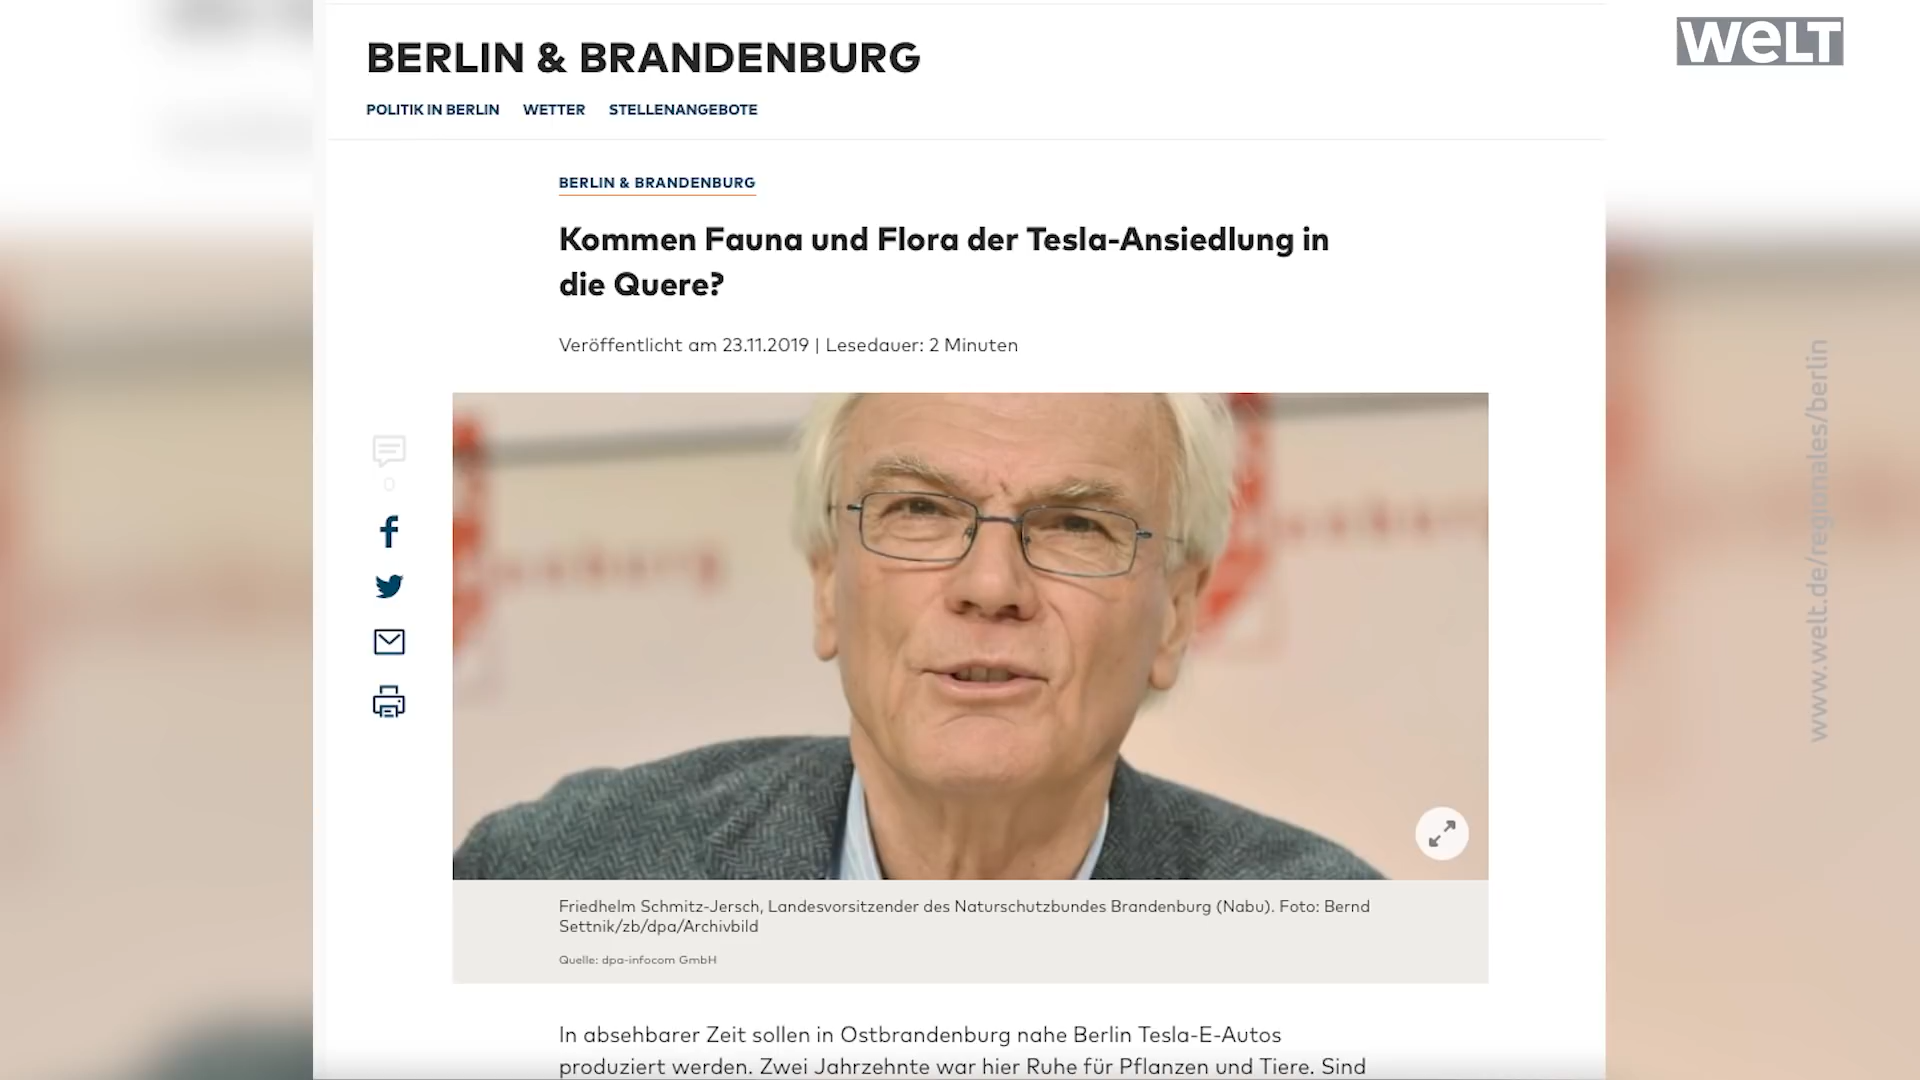 BERLIN & BRANDENBURG
WELT
POLITIK IN BERLIN WETTER STELLENANGEBOTE
BERLIN & BRANDENBURG
Kommen Fauna und Flora der Tesla-Ansiedlung in
die Quere?
Veröffentlicht am 23.11.2019 | Lesedauer: 2 Minuten
0
www.welt.de/regionales/berlin
Friedhelm Schmitz-Jersch, Landesvorsitzender des Naturschutzbundes Brandenburg (Nabu). Foto: Bernd
Settnik/zb/dpa/Archivbild
Quelle: dpa-infocom GmbH
In absehbarer Zeit sollen in Ostbrandenburg nahe Berlin Tesla-E-Autos
produziert werden. Zwei Jahrzehnte war hier Ruhe für Pflanzen und Tiere. Sind